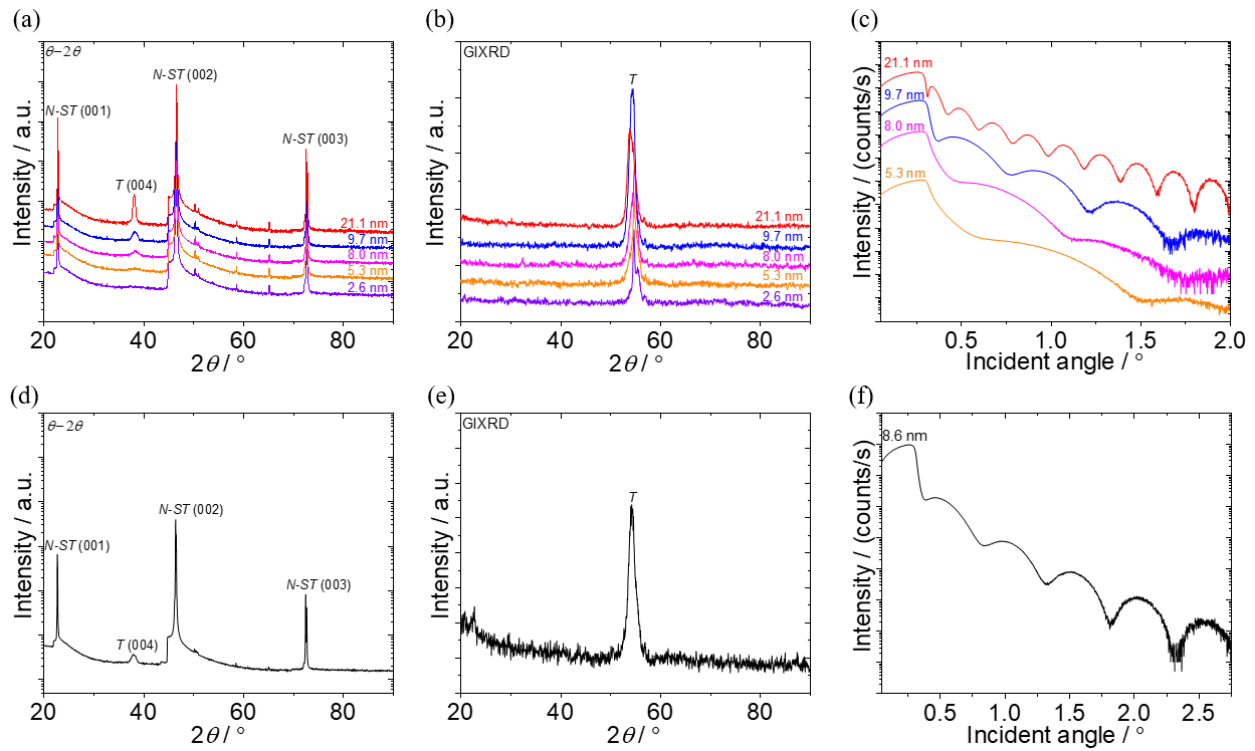 (a)
θ–2θ
N-ST (001)
T (004)
N-ST (002)
N-ST (003)
21.1 nm
9.7 nm
8.0 nm
5.3 nm
2.6 nm
Intensity / a.u.
20 40 60 80
2θ / °
(b)
GIXRD
T
21.1 nm
9.7 nm
8.0 nm
5.3 nm
2.6 nm
Intensity / a.u.
20 40 60 80
2θ / °
(c)
21.1 nm
9.7 nm
8.0 nm
5.3 nm
Intensity / (counts/s)
0.5 1.0 1.5 2.0
Incident angle / °
(d)
θ–2θ
N-ST (001)
T (004)
N-ST (002)
N-ST (003)
Intensity / a.u.
20 40 60 80
2θ / °
(e)
GIXRD
T
Intensity / a.u.
20 40 60 80
2θ / °
(f)
8.6 nm
Intensity / (counts/s)
0.5 1.0 1.5 2.0 2.5
Incident angle / °